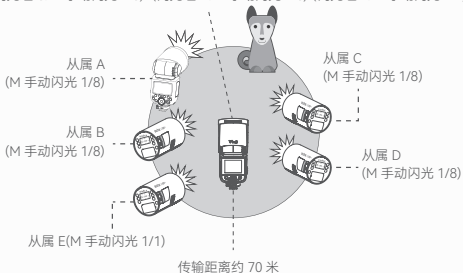 从属 A
(M 手动闪光 1/8)
从属 C
(M 手动闪光 1/8)
从属 B
(M 手动闪光 1/8)
从属 D
(M 手动闪光 1/8)
从属 E(M 手动闪光 1/1)
传输距离约 70 米